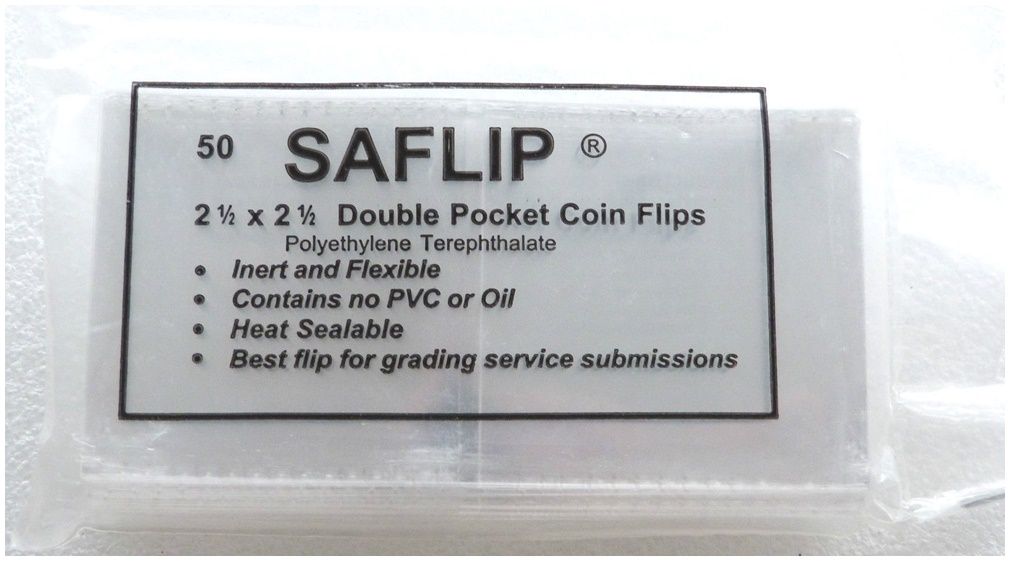 50 SAFLIP ®
2 ½ x 2 ½ Double Pocket Coin Flips
Polyethylene Terephthalate
• Inert and Flexible
• Contains no PVC or Oil
• Heat Sealable
• Best flip for grading service submissions